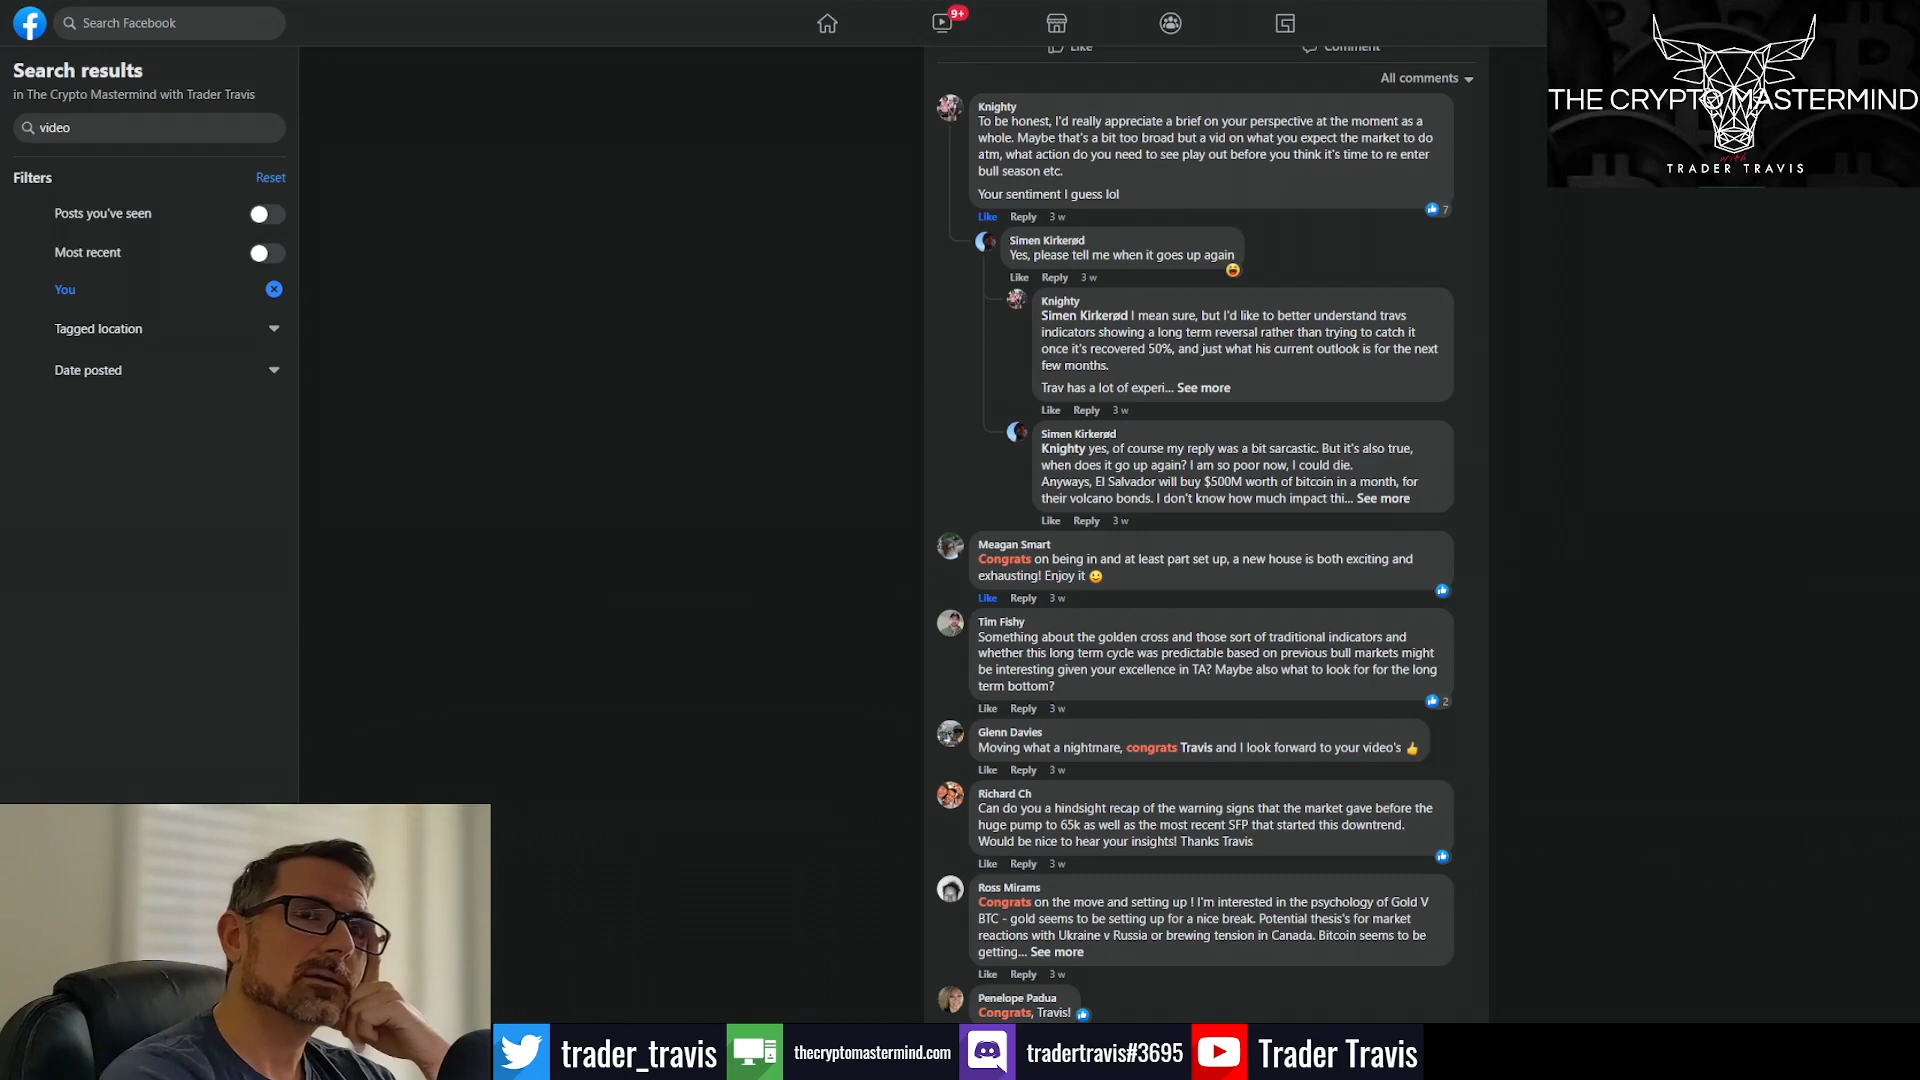 Search Facebook
9+
Like
Comment
Search results
in The Crypto Mastermind with Trader Travis
video
Filters
Reset
Posts you've seen
Most recent
You
Tagged location
Date posted
All comments
Knighty
To be honest, I'd really appreciate a brief on your perspective at the moment as a
whole. Maybe that's a bit too broad but a vid on what you expect the market to do
atm, what action do you need to see play out before you think it's time to re enter
bull season etc.
Your sentiment I guess lol
Like Reply 3 w
7
Simen Kirkerød
Yes, please tell me when it goes up again
Like Reply 3 w
Knighty
Simen Kirkerød I mean sure, but I'd like to better understand travs
indicators showing a long term reversal rather than trying to catch it
once it's recovered 50%, and just what his current outlook is for the next
few months.
Trav has a lot of experi... See more
Like Reply 3 w
Simen Kirkerød
Knighty yes, of course my reply was a bit sarcastic. But it's also true,
when does it go up again? I am so poor now, I could die.
Anyways, El Salvador will buy $500M worth of bitcoin in a month, for
their volcano bonds. I don't know how much impact thi... See more
Like Reply 3 w
Meagan Smart
Congrats on being in and at least part set up, a new house is both exciting and
exhausting! Enjoy it 🙂
Like Reply 3 w
Tim Fishy
Something about the golden cross and those sort of traditional indicators and
whether this long term cycle was predictable based on previous bull markets might
be interesting given your excellence in TA? Maybe also what to look for for the long
term bottom?
2
Like Reply 3 w
Glenn Davies
Moving what a nightmare, congrats Travis and I look forward to your video's 👍
Like Reply 3 w
Richard Ch
Can do you a hindsight recap of the warning signs that the market gave before the
huge pump to 65k as well as the most recent SFP that started this downtrend.
Would be nice to hear your insights! Thanks Travis
Like Reply 3 w
Ross Mirams
Congrats on the move and setting up ! I'm interested in the psychology of Gold V
BTC - gold seems to be setting up for a nice break. Potential thesis's for market
reactions with Ukraine v Russia or brewing tension in Canada. Bitcoin seems to be
getting... See more
Like Reply 3 w
Penelope Padua
Congrats, Travis!
THE CRYPTO MASTERMIND
with
TRADER TRAVIS
trader_travis
thecryptomastermind.com
tradertravis#3695
Trader Travis